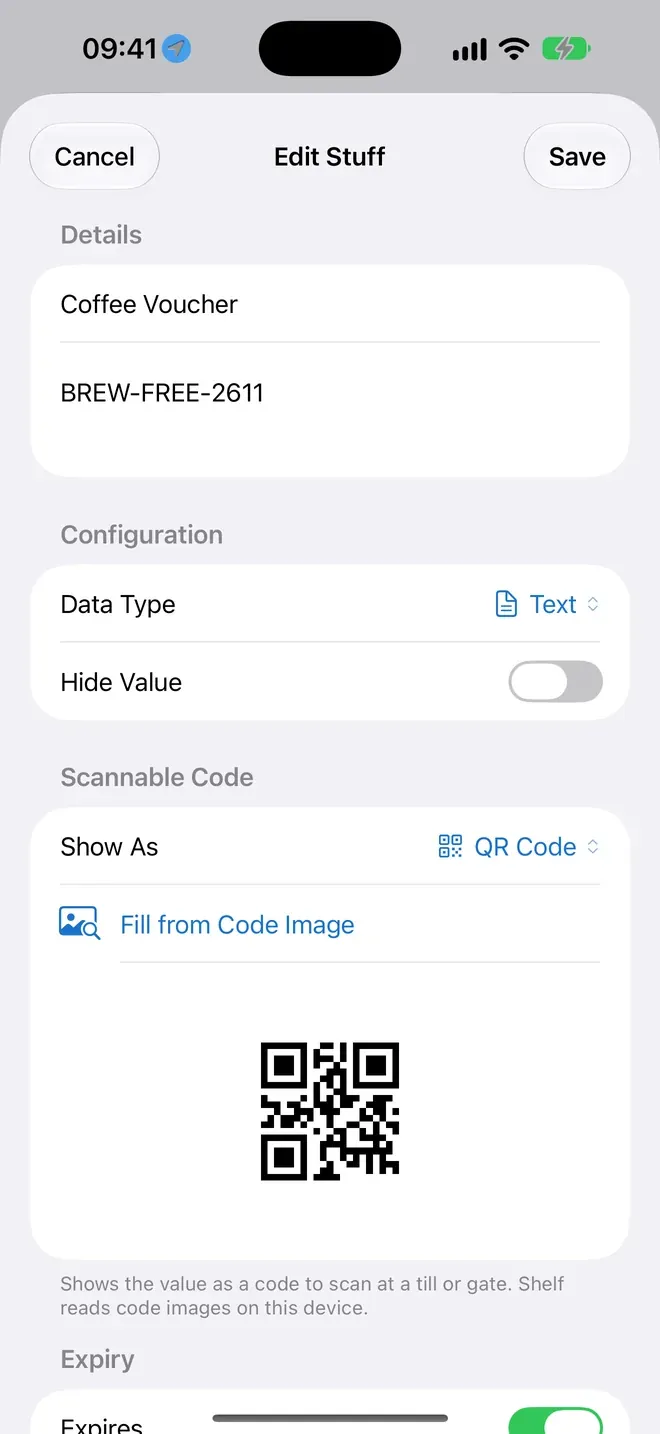 09:41
Cancel
Edit Stuff
Save
Details
Coffee Voucher
BREW-FREE-2611
Configuration
Data Type
Text
Hide Value
Scannable Code
Show As
QR Code
Fill from Code Image
Shows the value as a code to scan at a till or gate. Shelf
reads code images on this device.
Expiry
Expires